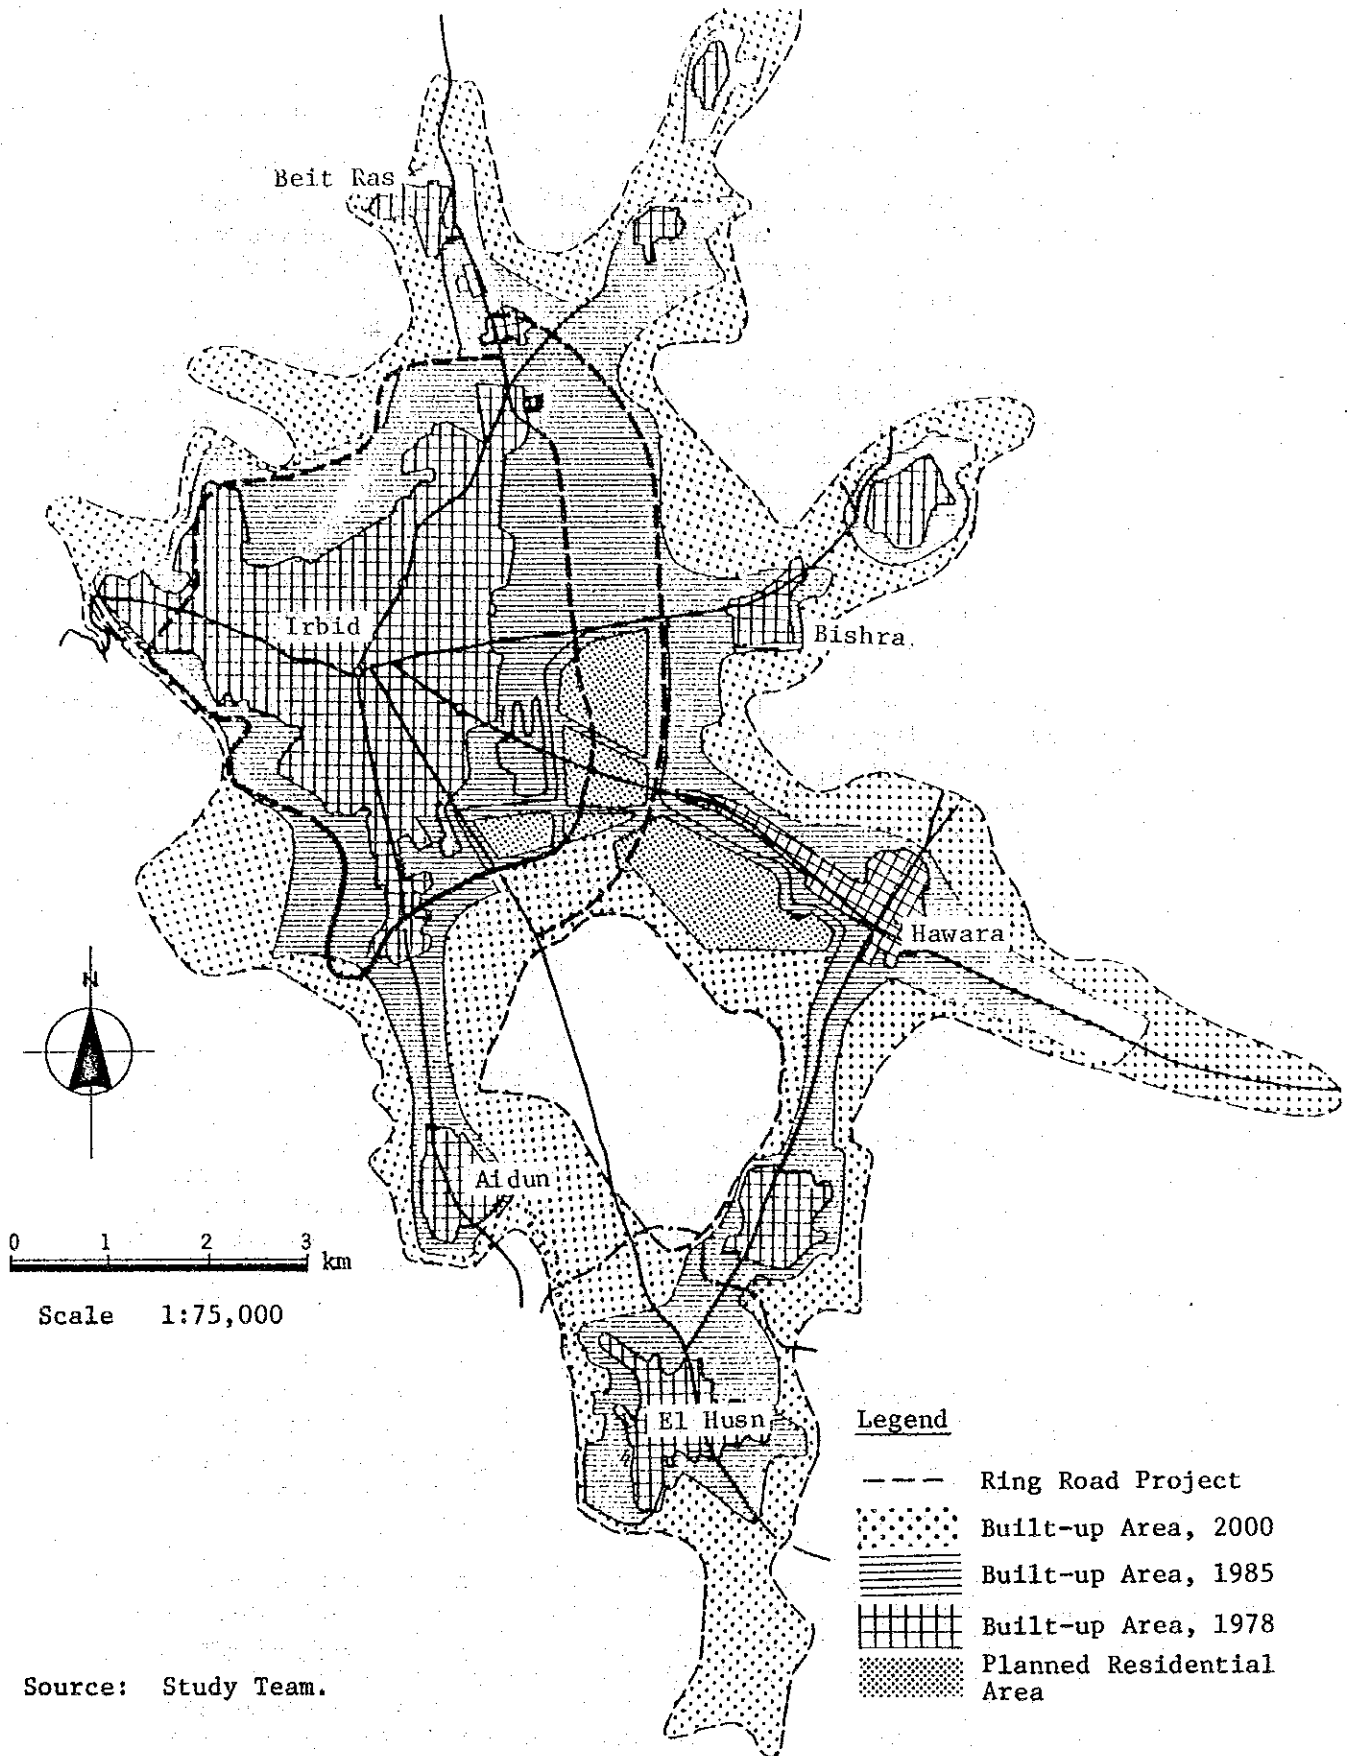 Beit Ras
Irbid
Bishra
Hawara
N
Aidun
0 1 2 3 km
Scale 1:75,000
El Husn
Legend
Ring Road Project
Built-up Area, 2000
Built-up Area, 1985
Built-up Area, 1978
Planned Residential
Area
Source: Study Team.